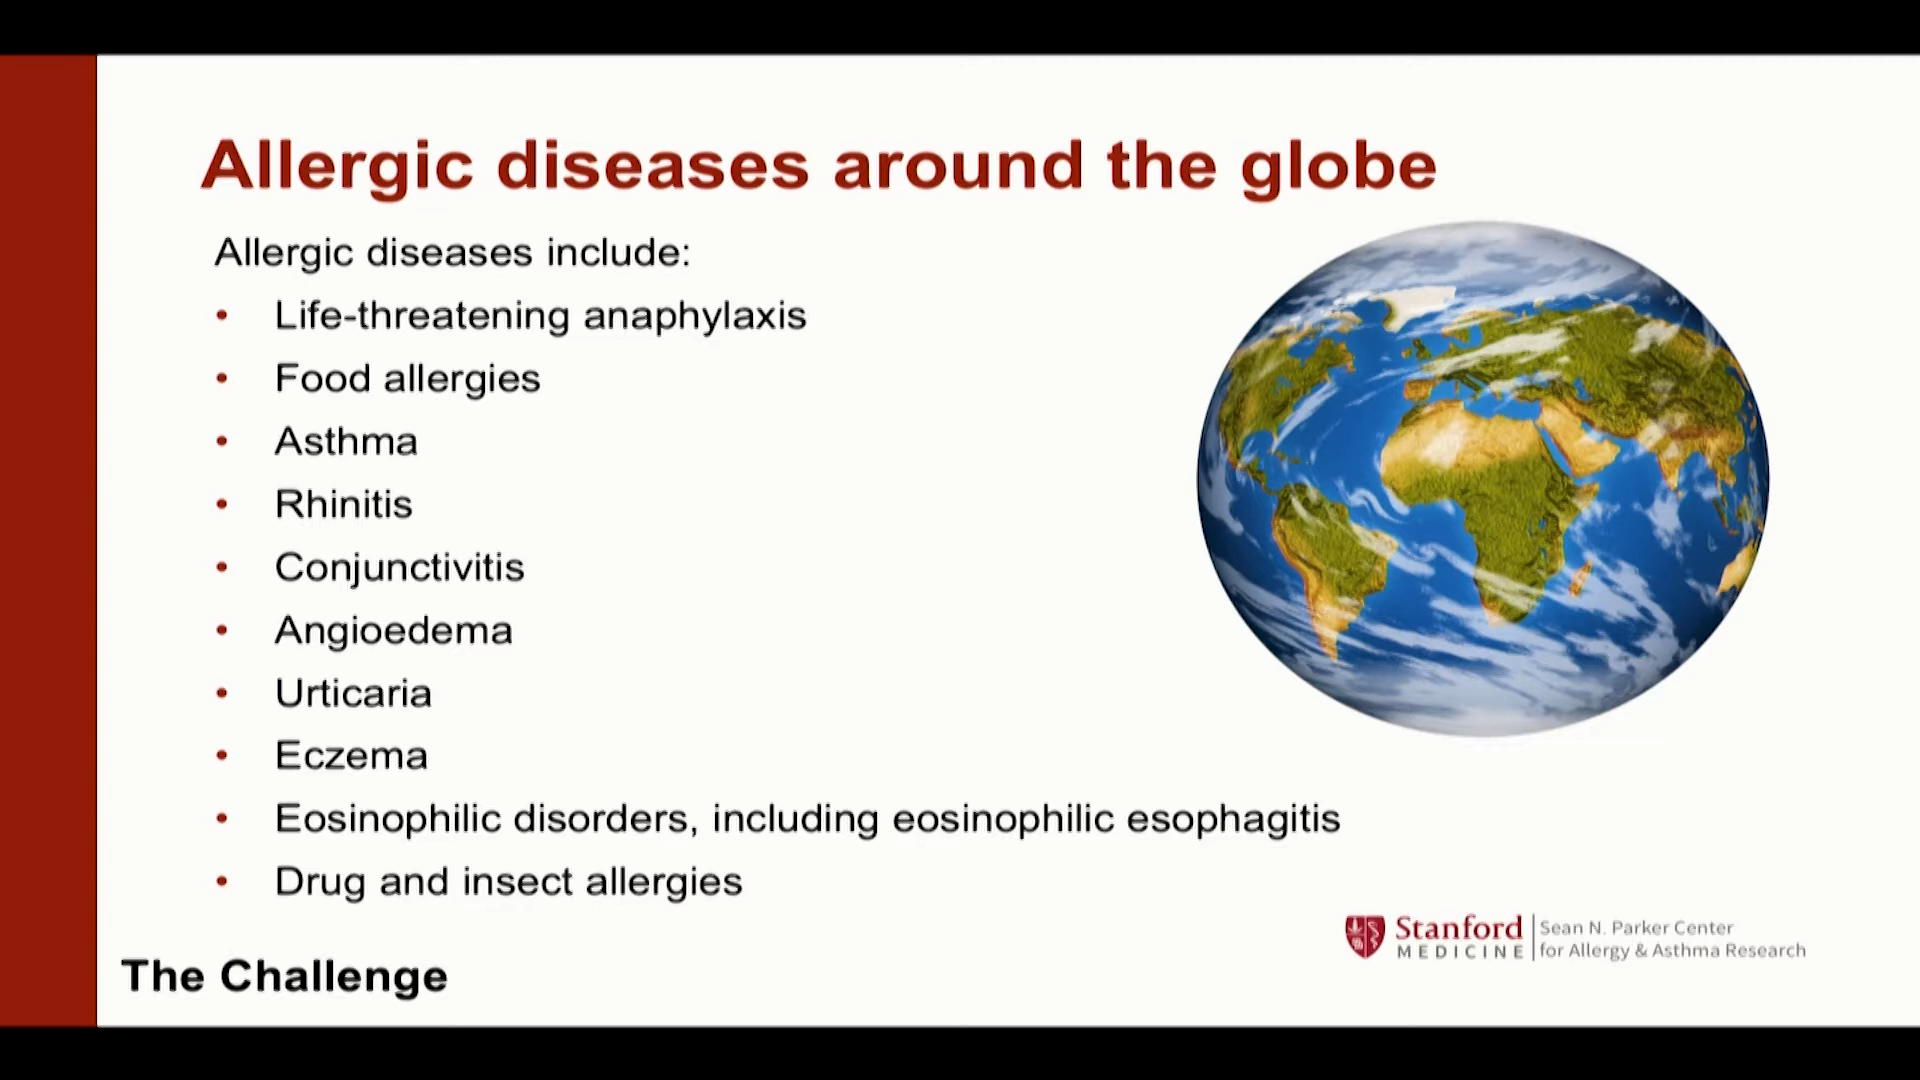 Allergic diseases around the globe
Allergic diseases include:
• Life-threatening anaphylaxis
• Food allergies
• Asthma
• Rhinitis
• Conjunctivitis
• Angioedema
• Urticaria
• Eczema
• Eosinophilic disorders, including eosinophilic esophagitis
• Drug and insect allergies
The Challenge
Stanford
MEDICINE
Sean N. Parker Center
for Allergy & Asthma Research